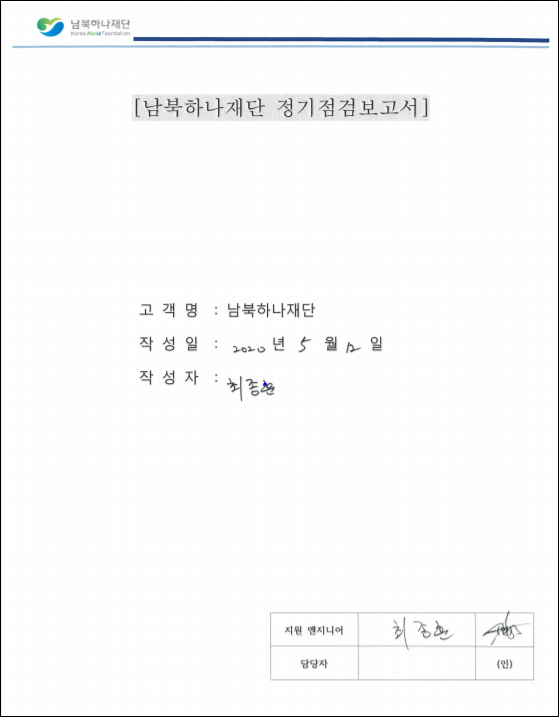 남북하나재단
Korea Hana Foundation
[남북하나재단 정기점검보고서]
고 객 명 : 남북하나재단
작 성 일 : 2020 년 5 월 12 일
작 성 자 : 최종훈
지원 엔지니어 최종훈
담당자 (인)